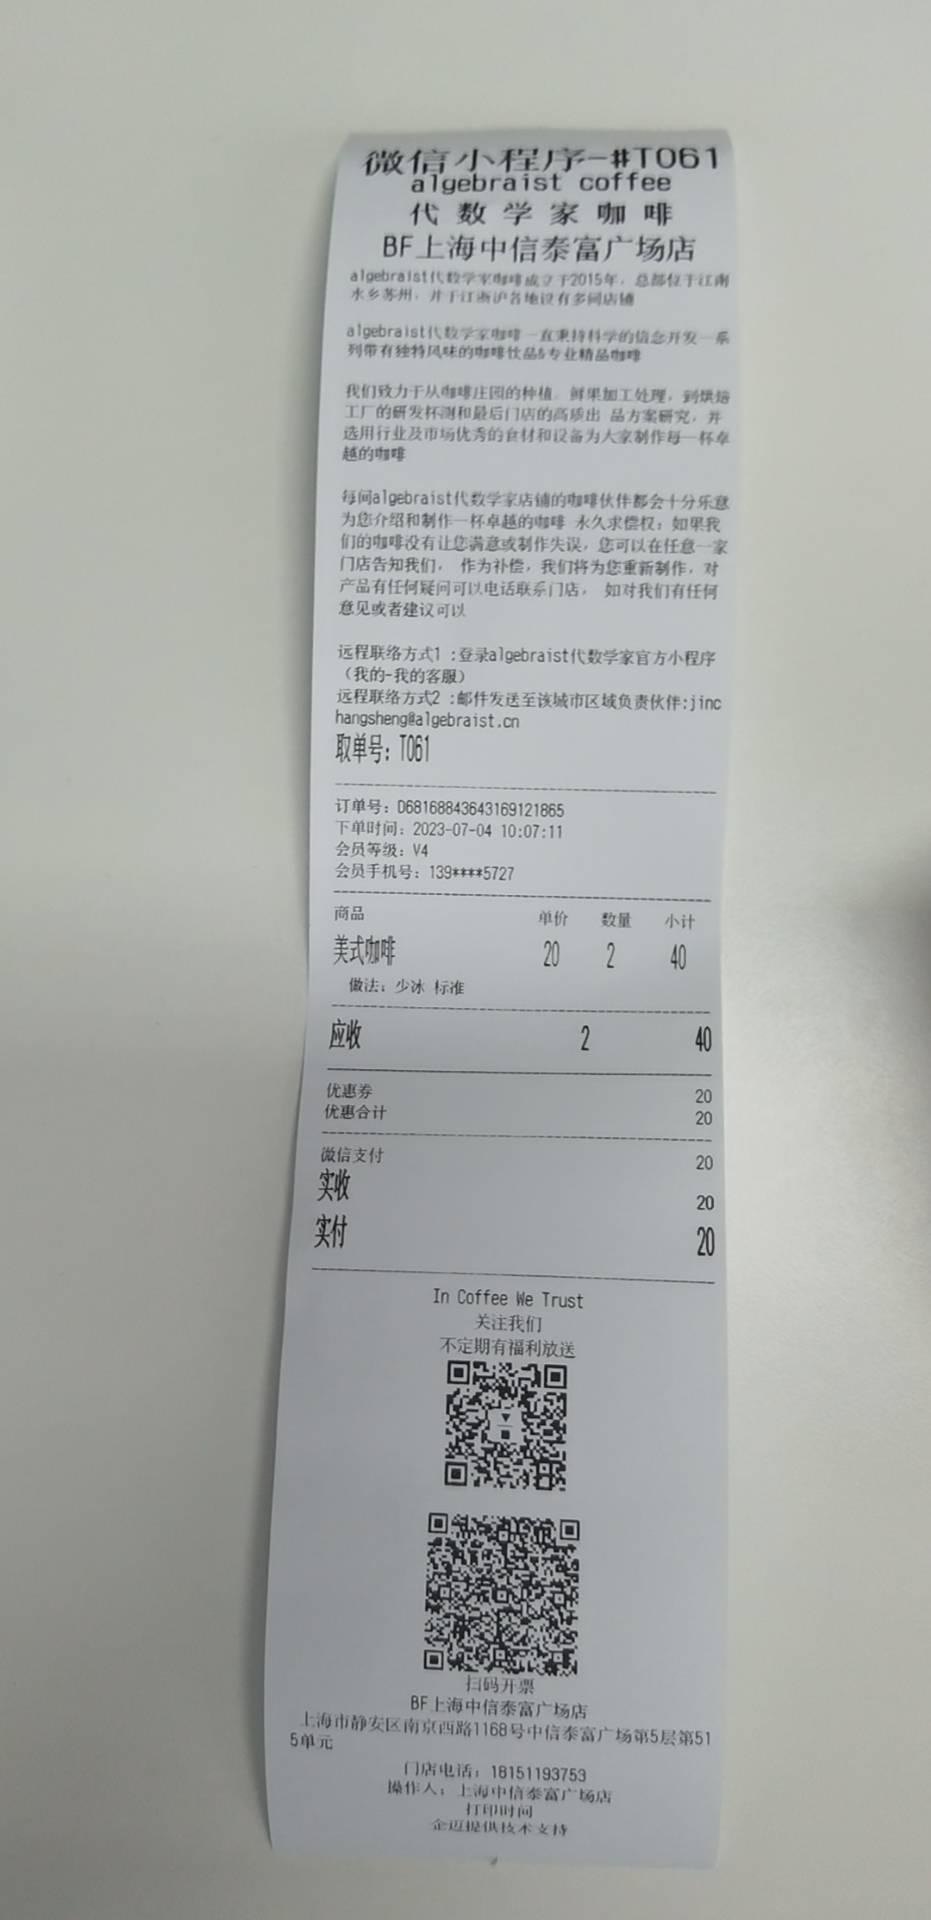 微信小程序-#T061
algebraist coffee
代数学家咖啡
BF上海中信泰富广场店
algebraist代数学家咖啡成立于2015年，总部位于江南
水乡苏州，并于江浙沪各地设有多间店铺
algebraist代数学家咖啡一直秉持科学的信念开发一系
列带有独特风味的咖啡饮品&专业精品咖啡
我们致力于从咖啡庄园的种植，鲜果加工处理，到烘焙
工厂的研发杯测和最后门店的高质出 品方案研究，并
选用行业及市场优秀的食材和设备为大家制作每一杯卓
越的咖啡
每间algebraist代数学家店铺的咖啡伙伴都会十分乐意
为您介绍和制作一杯卓越的咖啡 永久求偿权：如果我
们的咖啡没有让您满意或制作失误，您可以在任意一家
门店告知我们， 作为补偿，我们将为您重新制作，对
产品有任何疑问可以电话联系门店， 如对我们有任何
意见或者建议可以
远程联络方式1 :登录algebraist代数学家官方小程序
（我的-我的客服）
远程联络方式2 :邮件发送至该城市区域负责伙伴:jinc
hangsheng@algebraist.cn
取单号：T061
订单号：D68168843643169121865
下单时间：2023-07-04 10:07:11
会员等级：V4
会员手机号：139****5727
商品 单价 数量 小计
美式咖啡 20 2 40
做法：少冰 标准
应收 2 40
优惠券 20
优惠合计 20
微信支付 20
实收 20
实付 20
In Coffee We Trust
关注我们
不定期有福利放送
扫码开票
BF上海中信泰富广场店
上海市静安区南京西路1168号中信泰富广场第5层第51
5单元
门店电话：18151193753
操作人：上海中信泰富广场店
打印时间
企迈提供技术支持